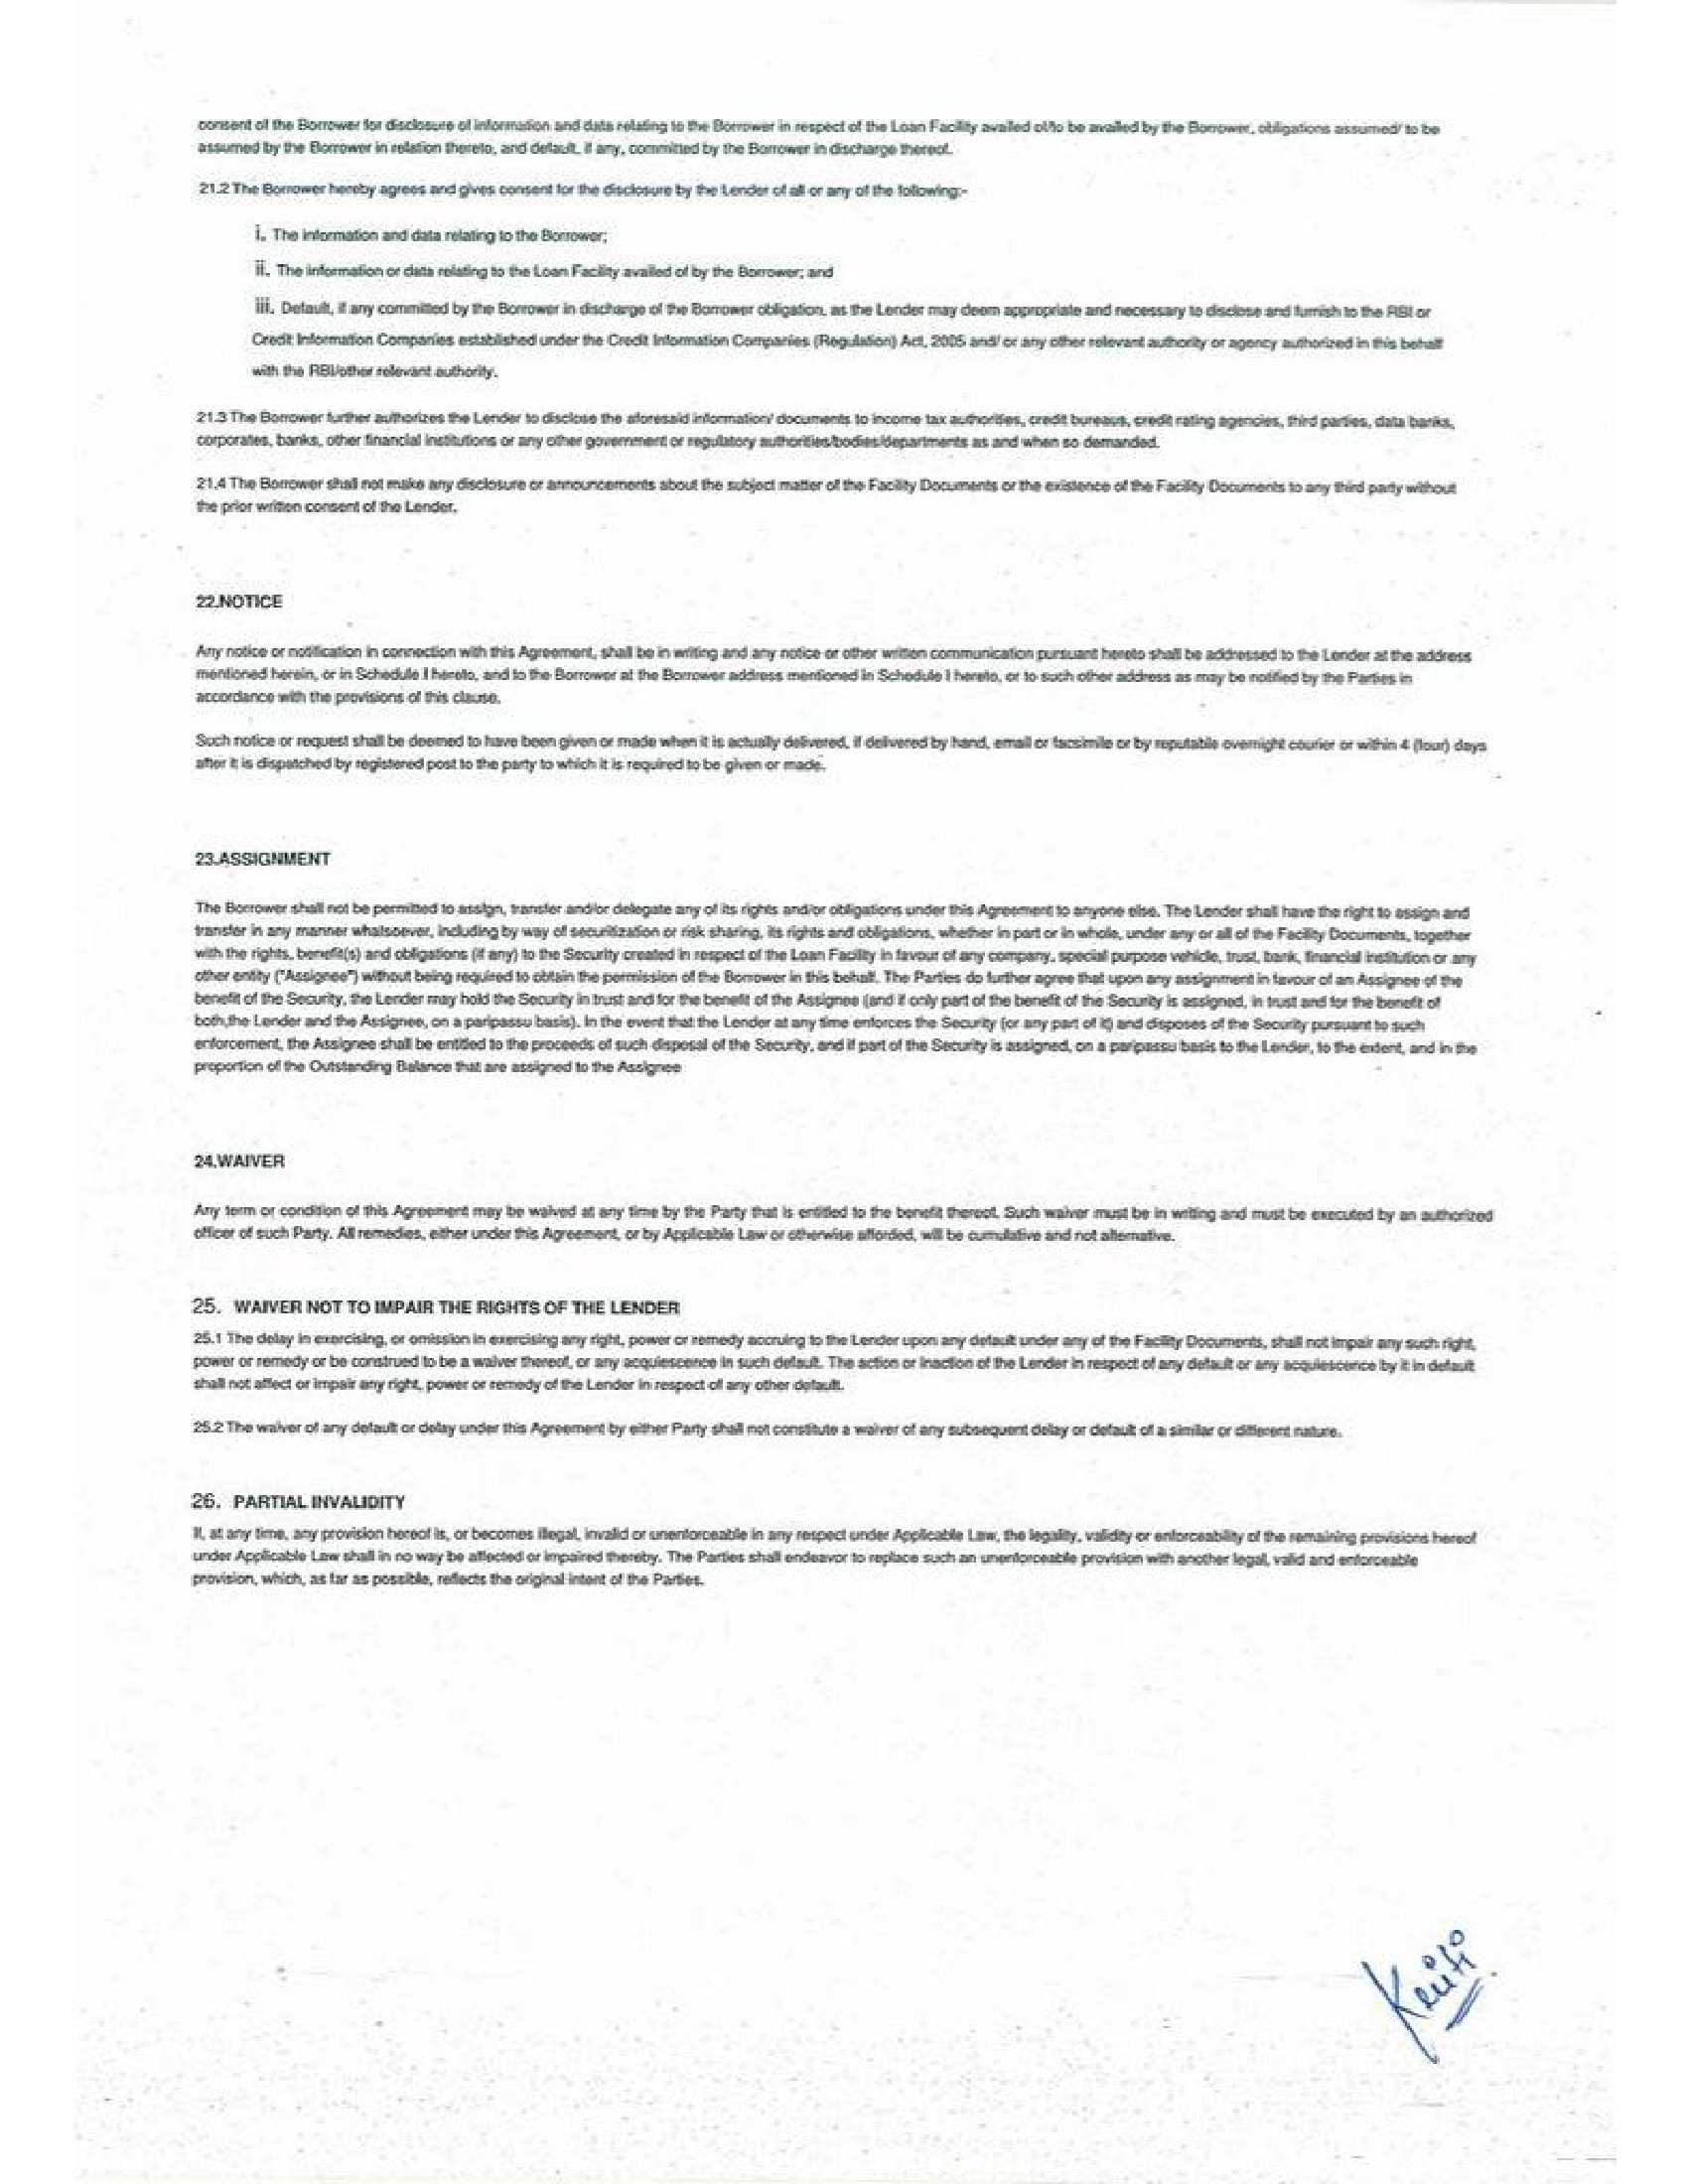 consent of the Borrower for disclosure of information and data relating to the Borrower in respect of the Loan Facility availed of/to be availed by the Borrower, obligations assumed/ to be
assumed by the Borrower in relation thereto, and default, if any, committed by the Borrower in discharge thereof.
21.2 The Borrower hereby agrees and gives consent for the disclosure by the Lender of all or any of the following:-
i. The information and data relating to the Borrower;
ii. The information or data relating to the Loan Facility availed of by the Borrower; and
iii. Default, if any committed by the Borrower in discharge of the Borrower obligation, as the Lender may deem appropriate and necessary to disclose and furnish to the RBI or
Credit Information Companies established under the Credit Information Companies (Regulation) Act, 2005 and/ or any other relevant authority or agency authorized in this behalf
with the RBI/other relevant authority.
21.3 The Borrower further authorizes the Lender to disclose the aforesaid information/ documents to income tax authorities, credit bureaus, credit rating agencies, third parties, data banks,
corporates, banks, other financial institutions or any other government or regulatory authorities/bodies/departments as and when so demanded.
21.4 The Borrower shall not make any disclosure or announcements about the subject matter of the Facility Documents or the existence of the Facility Documents to any third party without
the prior written consent of the Lender.
22.NOTICE
Any notice or notification in connection with this Agreement, shall be in writing and any notice or other written communication pursuant hereto shall be addressed to the Lender at the address
mentioned herein, or in Schedule I hereto, and to the Borrower at the Borrower address mentioned in Schedule I hereto, or to such other address as may be notified by the Parties in
accordance with the provisions of this clause.
Such notice or request shall be deemed to have been given or made when it is actually delivered, if delivered by hand, email or facsimile or by reputable overnight courier or within 4 (four) days
after it is dispatched by registered post to the party to which it is required to be given or made.
23.ASSIGNMENT
The Borrower shall not be permitted to assign, transfer and/or delegate any of its rights and/or obligations under this Agreement to anyone else. The Lender shall have the right to assign and
transfer in any manner whatsoever, including by way of securitization or risk sharing, its rights and obligations, whether in part or in whole, under any or all of the Facility Documents, together
with the rights, benefit(s) and obligations (if any) to the Security created in respect of the Loan Facility in favour of any company, special purpose vehicle, trust, bank, financial institution or any
other entity ("Assignee") without being required to obtain the permission of the Borrower in this behalf. The Parties do further agree that upon any assignment in favour of an Assignee of the
benefit of the Security, the Lender may hold the Security in trust and for the benefit of the Assignee (and if only part of the benefit of the Security is assigned, in trust and for the benefit of
both,the Lender and the Assignee, on a paripassu basis). In the event that the Lender at any time enforces the Security (or any part of it) and disposes of the Security pursuant to such
enforcement, the Assignee shall be entitled to the proceeds of such disposal of the Security, and if part of the Security is assigned, on a paripassu basis to the Lender, to the extent, and in the
proportion of the Outstanding Balance that are assigned to the Assignee
24.WAIVER
Any term or condition of this Agreement may be waived at any time by the Party that is entitled to the benefit thereof. Such waiver must be in writing and must be executed by an authorized
officer of such Party. All remedies, either under this Agreement, or by Applicable Law or otherwise afforded, will be cumulative and not alternative.
25. WAIVER NOT TO IMPAIR THE RIGHTS OF THE LENDER
25.1 The delay in exercising, or omission in exercising any right, power or remedy accruing to the Lender upon any default under any of the Facility Documents, shall not impair any such right,
power or remedy or be construed to be a waiver thereof, or any acquiescence in such default. The action or inaction of the Lender in respect of any default or any acquiescence by it in default
shall not affect or impair any right, power or remedy of the Lender in respect of any other default.
25.2 The waiver of any default or delay under this Agreement by either Party shall not constitute a waiver of any subsequent delay or default of a similar or different nature.
26. PARTIAL INVALIDITY
If, at any time, any provision hereof is, or becomes illegal, invalid or unenforceable in any respect under Applicable Law, the legality, validity or enforceability of the remaining provisions hereof
under Applicable Law shall in no way be affected or impaired thereby. The Parties shall endeavor to replace such an unenforceable provision with another legal, valid and enforceable
provision, which, as far as possible, reflects the original intent of the Parties.